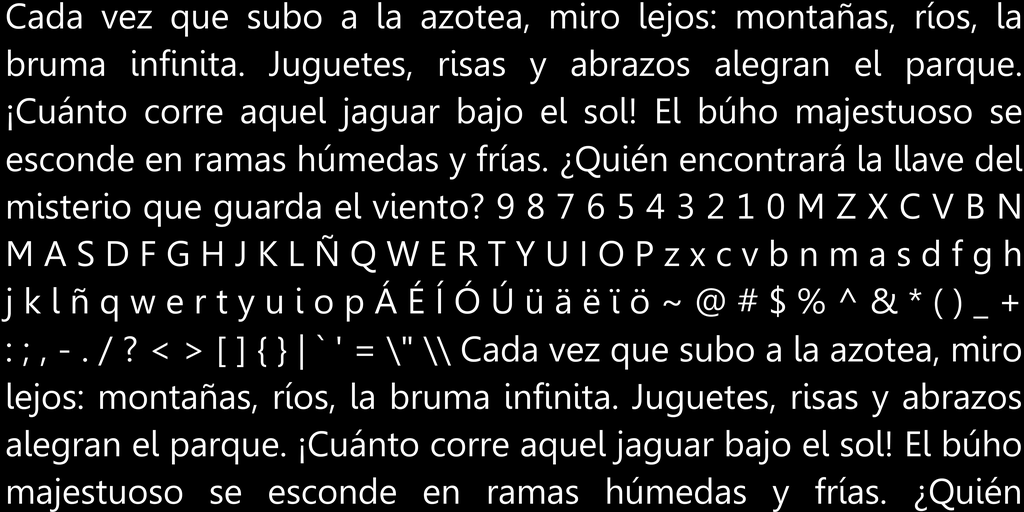 Cada vez que subo a la azotea, miro lejos: montañas, ríos, la
bruma infinita. Juguetes, risas y abrazos alegran el parque.
¡Cuánto corre aquel jaguar bajo el sol! El búho majestuoso se
esconde en ramas húmedas y frías. ¿Quién encontrará la llave del
misterio que guarda el viento? 9 8 7 6 5 4 3 2 1 0 M Z X C V B N
M A S D F G H J K L Ñ Q W E R T Y U I O P z x c v b n m a s d f g h
j k l ñ q w e r t y u i o p Á É Í Ó Ú ü ä ë ï ö ~ @ # $ % ^ & * ( ) _ +
: ; , - . / ? < > [ ] { } | ` ' = \" \\ Cada vez que subo a la azotea, miro
lejos: montañas, ríos, la bruma infinita. Juguetes, risas y abrazos
alegran el parque. ¡Cuánto corre aquel jaguar bajo el sol! El búho
majestuoso se esconde en ramas húmedas y frías. ¿Quién